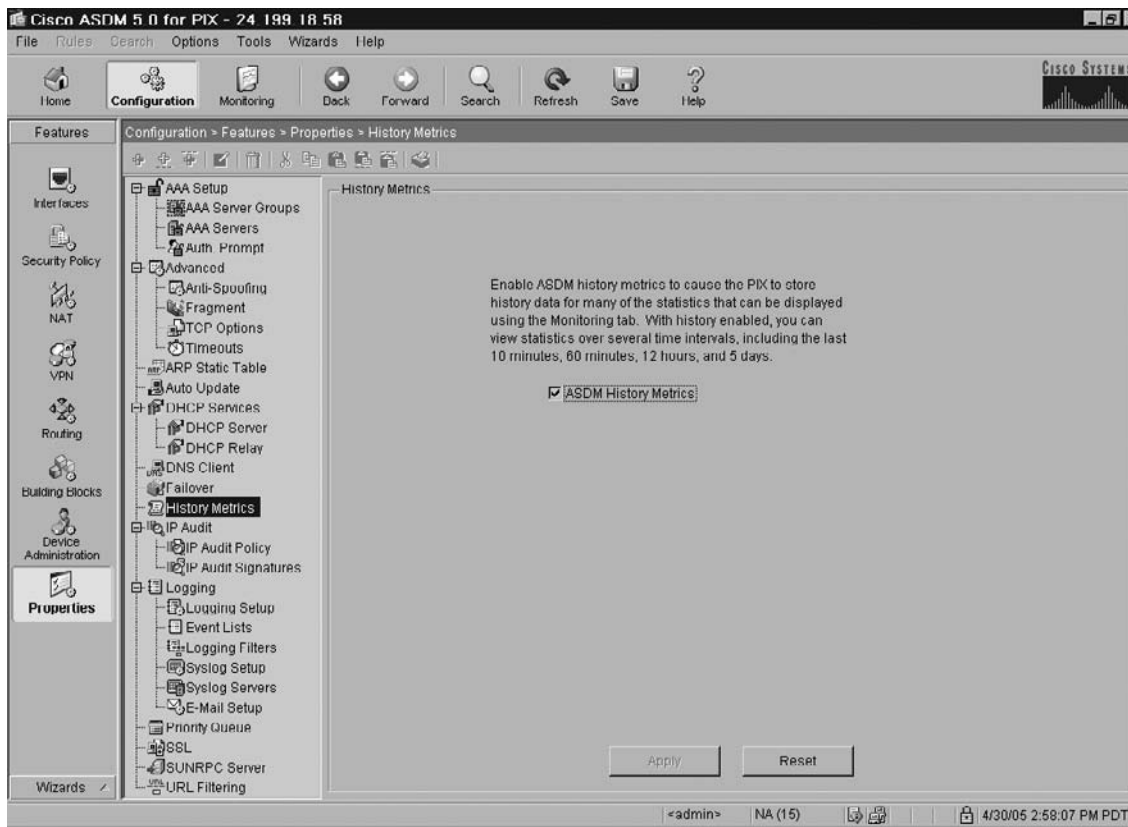 Cisco ASDM 5.0 for PIX - 24.199.18.58
File Rules Search Options Tools Wizards Help
Home Configuration Monitoring Back Forward Search Refresh Save Help
CISCO SYSTEMS
Features
Configuration > Features > Properties > History Metrics
Interfaces
Security Policy
NAT
VPN
Routing
Building Blocks
Device
Administration
Properties
Wizards
AAA Setup
AAA Server Groups
AAA Servers
Auth. Prompt
Advanced
Anti-Spoofing
Fragment
TCP Options
Timeouts
ARP Static Table
Auto Update
DHCP Services
DHCP Server
DHCP Relay
DNS Client
Failover
History Metrics
IP Audit
IP Audit Policy
IP Audit Signatures
Logging
Logging Setup
Event Lists
Logging Filters
Syslog Setup
Syslog Servers
E-Mail Setup
Priority Queue
SSL
SUNRPC Server
URL Filtering
History Metrics
Enable ASDM history metrics to cause the PIX to store
history data for many of the statistics that can be displayed
using the Monitoring tab. With history enabled, you can
view statistics over several time intervals, including the last
10 minutes, 60 minutes, 12 hours, and 5 days.
ASDM History Metrics
Apply Reset
<admin> NA (15) 4/30/05 2:58:07 PM PDT